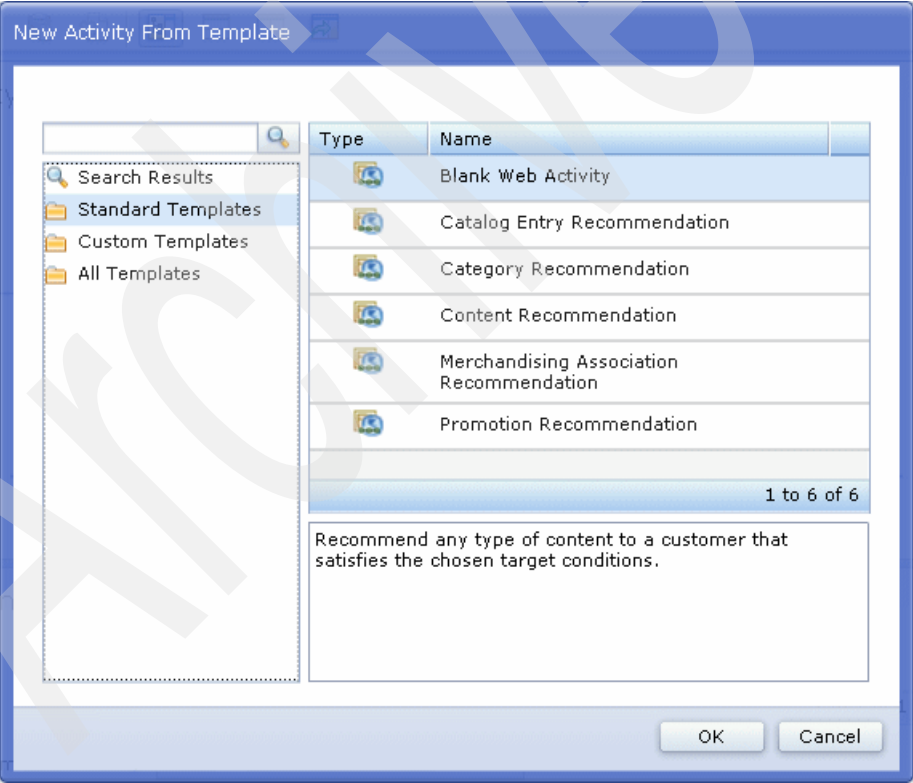 New Activity From Template
Search Results
Standard Templates
Custom Templates
All Templates
Type Name
Blank Web Activity
Catalog Entry Recommendation
Category Recommendation
Content Recommendation
Merchandising Association
Recommendation
Promotion Recommendation
1 to 6 of 6
Recommend any type of content to a customer that
satisfies the chosen target conditions.
OK Cancel
Archive